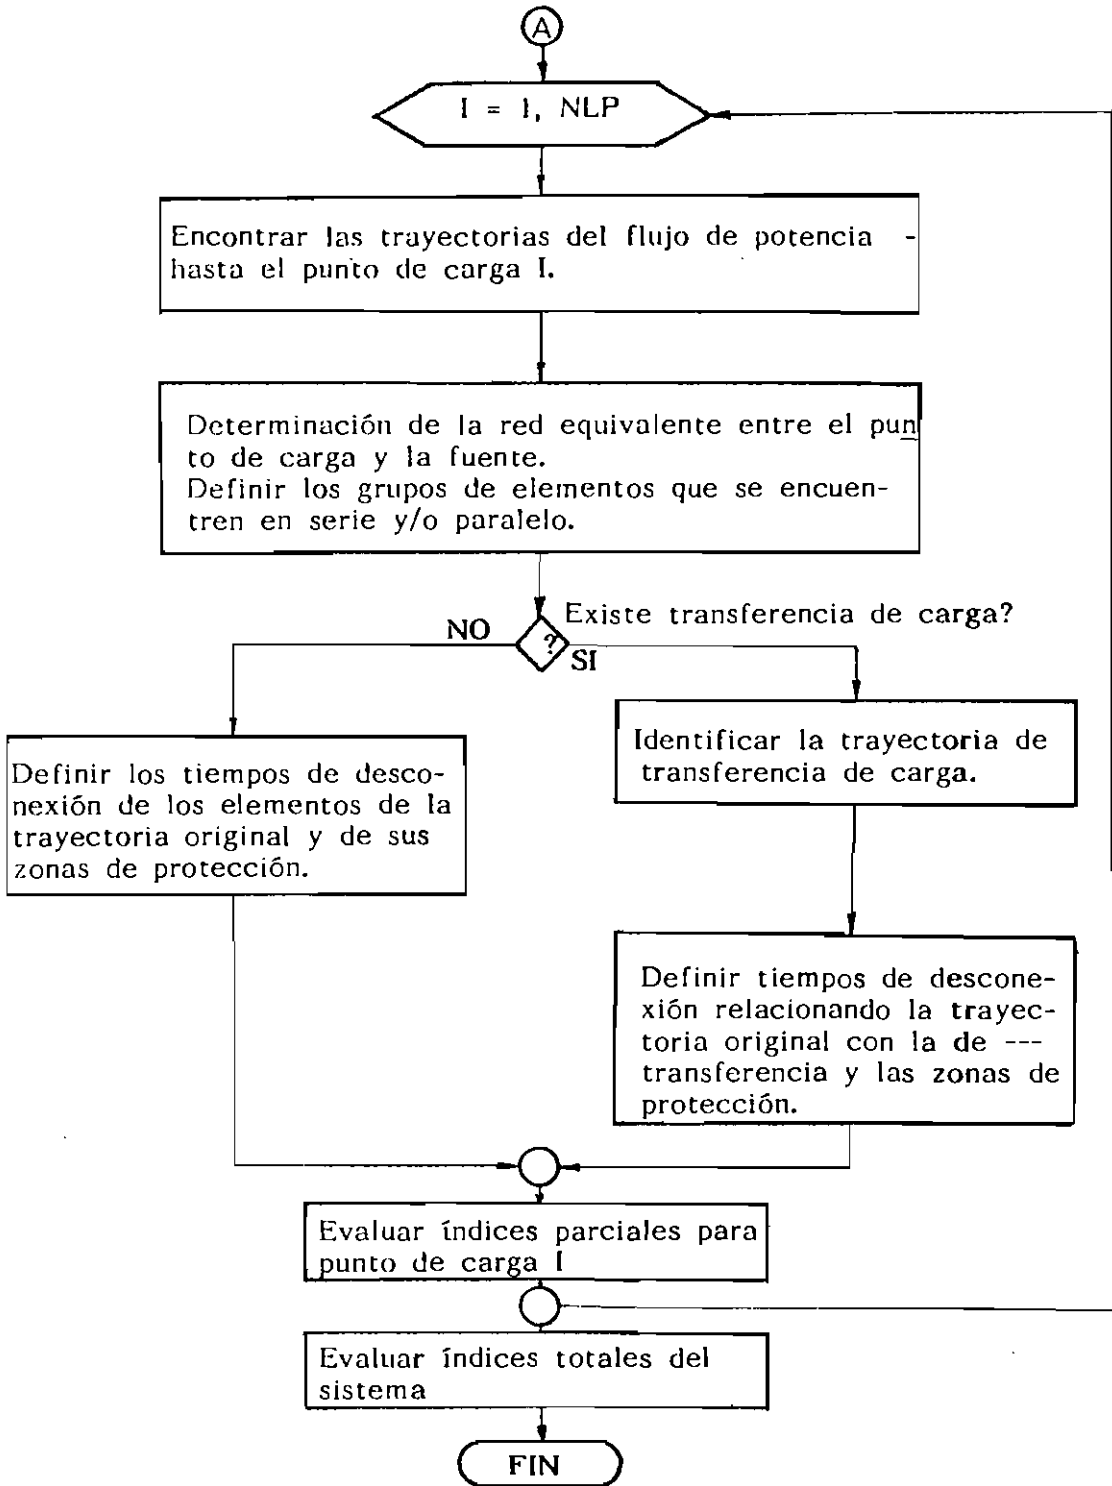 A
I = 1, NLP
Encontrar las trayectorias del flujo de potencia -
hasta el punto de carga I.
Determinación de la red equivalente entre el pun
to de carga y la fuente.
Definir los grupos de elementos que se encuen-
tren en serie y/o paralelo.
Existe transferencia de carga?
NO
?
SI
Identificar la trayectoria de
transferencia de carga.
Definir los tiempos de desco-
nexión de los elementos de la
trayectoria original y de sus
zonas de protección.
Definir tiempos de descone-
xión relacionando la trayec-
toria original con la de ---
transferencia y las zonas de
protección.
Evaluar índices parciales para
punto de carga I
Evaluar índices totales del
sistema
FIN